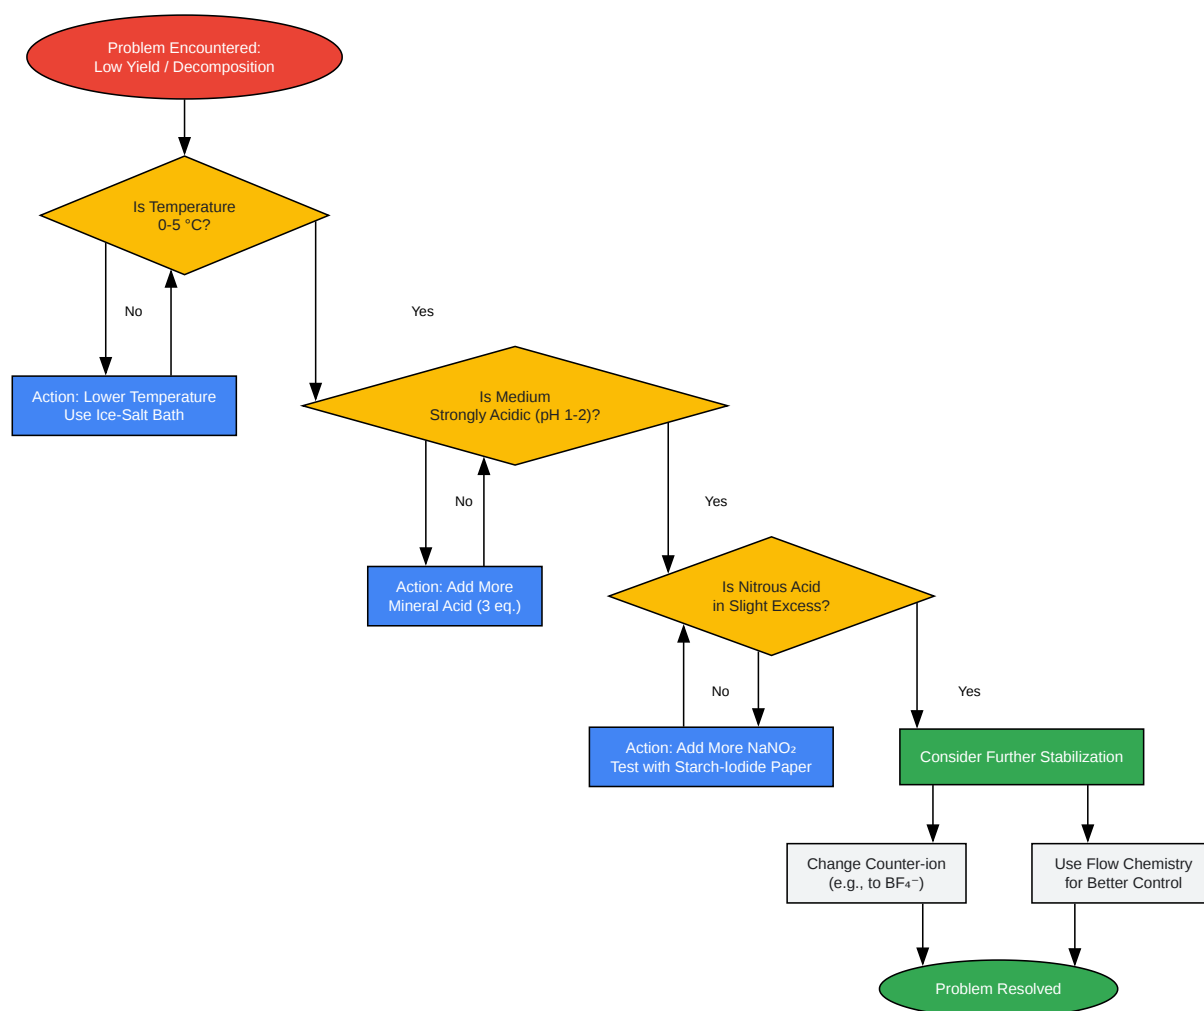 Problem Encountered:
Low Yield / Decomposition
Is Temperature
0-5 °C?
No
Yes
Action: Lower Temperature
Use Ice-Salt Bath
Is Medium
Strongly Acidic (pH 1-2)?
No
Yes
Action: Add More
Mineral Acid (3 eq.)
Is Nitrous Acid
in Slight Excess?
No
Yes
Action: Add More NaNO₂
Test with Starch-Iodide Paper
Consider Further Stabilization
Change Counter-ion
(e.g., to BF₄⁻)
Use Flow Chemistry
for Better Control
Problem Resolved